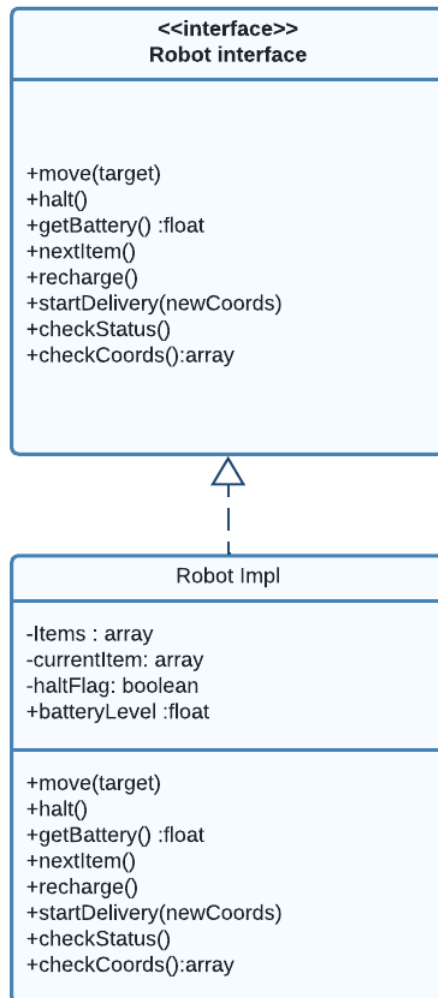 <<interface>>
Robot interface
+move(target)
+halt()
+getBattery() :float
+nextItem()
+recharge()
+startDelivery(newCoords)
+checkStatus()
+checkCoords():array
Robot Impl
-Items : array
-currentItem: array
-haltFlag: boolean
+batteryLevel :float
+move(target)
+halt()
+getBattery() :float
+nextItem()
+recharge()
+startDelivery(newCoords)
+checkStatus()
+checkCoords():array